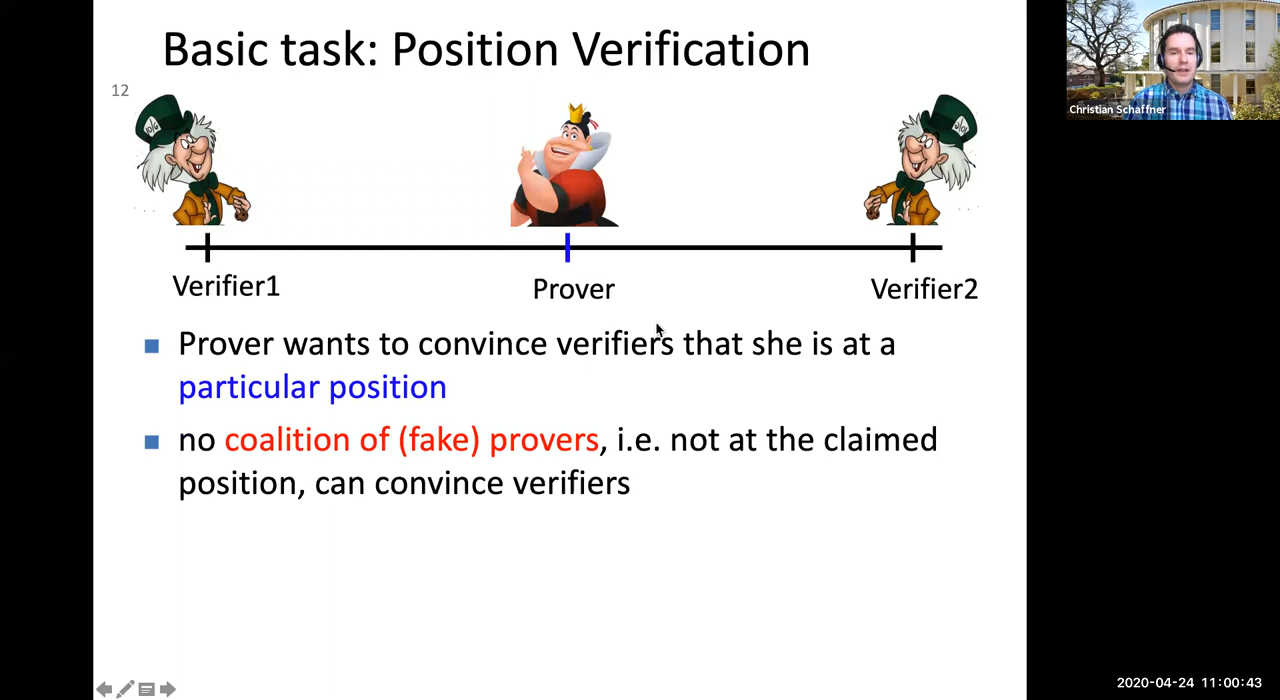 Basic task: Position Verification
12
Christian Schaffner
Verifier1
Prover
Verifier2
Prover wants to convince verifiers that she is at a
particular position
no coalition of (fake) provers, i.e. not at the claimed
position, can convince verifiers
2020-04-24 11:00:43